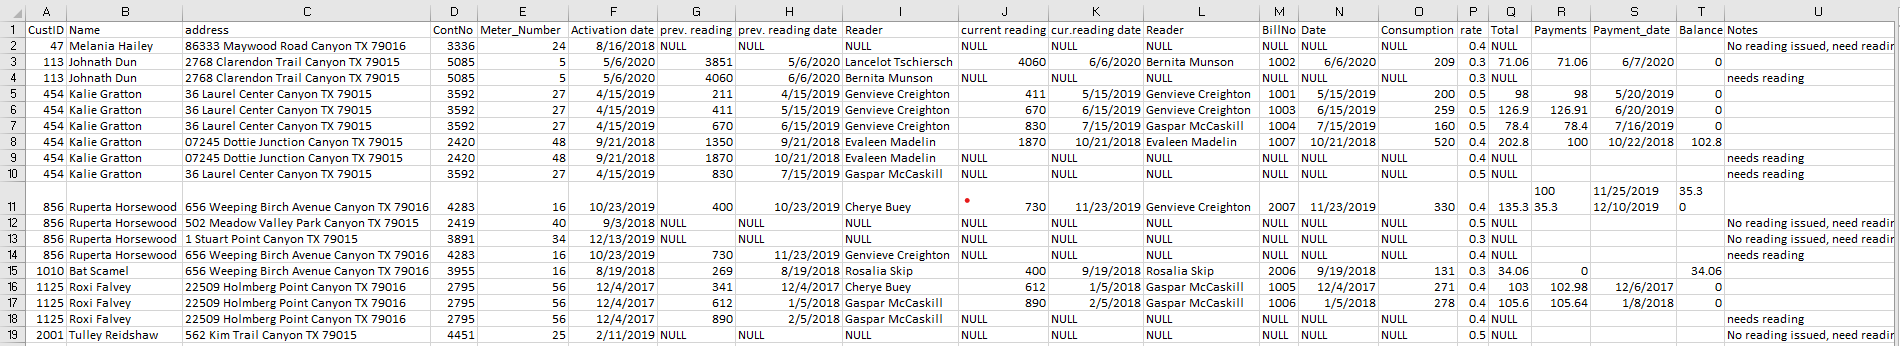 A B C D E F G H I J K L M N O P Q R S T U
1 CustID Name address ContNo Meter_Number Activation date prev. reading prev. reading date Reader current reading cur.reading date Reader BillNo Date Consumption rate Total Payments Payment_date Balance Notes
2 47 Melania Hailey 86333 Maywood Road Canyon TX 79016 3336 24 8/16/2018 NULL NULL NULL NULL NULL NULL NULL NULL NULL 0.4 NULL No reading issued, need readir
3 113 Johnath Dun 2768 Clarendon Trail Canyon TX 79015 5085 5 5/6/2020 3851 5/6/2020 Lancelot Tschiersch 4060 6/6/2020 Bernita Munson 1002 6/6/2020 209 0.3 71.06 71.06 6/7/2020 0
4 113 Johnath Dun 2768 Clarendon Trail Canyon TX 79015 5085 5 5/6/2020 4060 6/6/2020 Bernita Munson NULL NULL NULL NULL NULL NULL 0.3 NULL needs reading
5 454 Kalie Gratton 36 Laurel Center Canyon TX 79015 3592 27 4/15/2019 211 4/15/2019 Genvieve Creighton 411 5/15/2019 Genvieve Creighton 1001 5/15/2019 200 0.5 98 98 5/20/2019 0
6 454 Kalie Gratton 36 Laurel Center Canyon TX 79015 3592 27 4/15/2019 411 5/15/2019 Genvieve Creighton 670 6/15/2019 Genvieve Creighton 1003 6/15/2019 259 0.5 126.9 126.91 6/20/2019 0
7 454 Kalie Gratton 36 Laurel Center Canyon TX 79015 3592 27 4/15/2019 670 6/15/2019 Genvieve Creighton 830 7/15/2019 Gaspar McCaskill 1004 7/15/2019 160 0.5 78.4 78.4 7/16/2019 0
8 454 Kalie Gratton 07245 Dottie Junction Canyon TX 79015 2420 48 9/21/2018 1350 9/21/2018 Evaleen Madelin 1870 10/21/2018 Evaleen Madelin 1007 10/21/2018 520 0.4 202.8 100 10/22/2018 102.8
9 454 Kalie Gratton 07245 Dottie Junction Canyon TX 79015 2420 48 9/21/2018 1870 10/21/2018 Evaleen Madelin NULL NULL NULL NULL NULL NULL 0.4 NULL needs reading
10 454 Kalie Gratton 36 Laurel Center Canyon TX 79015 3592 27 4/15/2019 830 7/15/2019 Gaspar McCaskill NULL NULL NULL NULL NULL NULL 0.5 NULL needs reading
100 11/25/2019 35.3
11 856 Ruperta Horsewood 656 Weeping Birch Avenue Canyon TX 79016 4283 16 10/23/2019 400 10/23/2019 Cherye Buey 730 11/23/2019 Genvieve Creighton 2007 11/23/2019 330 0.4 135.3 35.3 12/10/2019 0
12 856 Ruperta Horsewood 502 Meadow Valley Park Canyon TX 79015 2419 40 9/3/2018 NULL NULL NULL NULL NULL NULL NULL NULL NULL 0.5 NULL No reading issued, need readir
13 856 Ruperta Horsewood 1 Stuart Point Canyon TX 79015 3891 34 12/13/2019 NULL NULL NULL NULL NULL NULL NULL NULL NULL 0.5 NULL No reading issued, need readir
14 856 Ruperta Horsewood 656 Weeping Birch Avenue Canyon TX 79016 4283 16 10/23/2019 730 11/23/2019 Genvieve Creighton NULL NULL NULL NULL NULL NULL 0.4 NULL needs reading
15 1010 Bat Scamel 656 Weeping Birch Avenue Canyon TX 79016 3955 16 8/19/2018 269 8/19/2018 Rosalia Skip 400 9/19/2018 Rosalia Skip 2006 9/19/2018 131 0.3 34.06 0 34.06
16 1125 Roxi Falvey 22509 Holmberg Point Canyon TX 79016 2795 56 12/4/2017 341 12/4/2017 Cherye Buey 612 1/5/2018 Gaspar McCaskill 1005 12/4/2017 271 0.4 103 102.98 12/6/2017 0
17 1125 Roxi Falvey 22509 Holmberg Point Canyon TX 79016 2795 56 12/4/2017 612 1/5/2018 Gaspar McCaskill 890 2/5/2018 Gaspar McCaskill 1006 1/5/2018 278 0.4 105.6 105.64 1/8/2018 0
18 1125 Roxi Falvey 22509 Holmberg Point Canyon TX 79016 2795 56 12/4/2017 890 2/5/2018 Gaspar McCaskill NULL NULL NULL NULL NULL NULL 0.4 NULL needs reading
19 2001 Tulley Reidshaw 562 Kim Trail Canyon TX 79015 4451 25 2/11/2019 NULL NULL NULL NULL NULL NULL NULL NULL NULL 0.5 NULL No reading issued, need readir